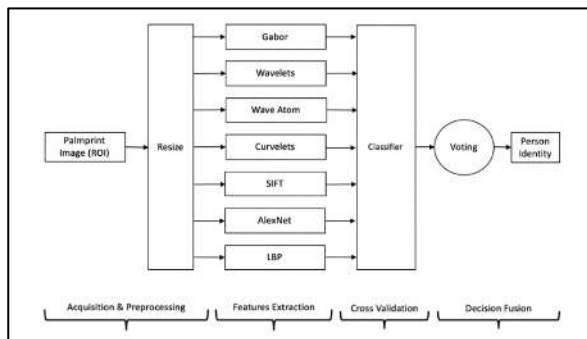 Gabor
Wavelets
Wave Atom
Palmprint
Image (ROI)
Resize
Curvelets
Classifier
Voting
Person
Identity
SIFT
AlexNet
LBP
Acquisition & Preprocessing
Features Extraction
Cross Validation
Decision Fusion